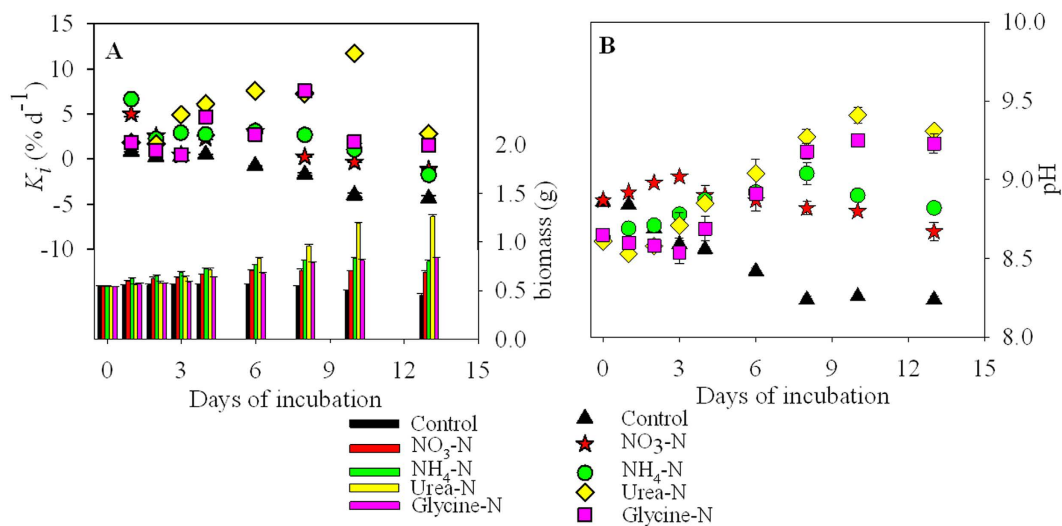 A
15
10
5
0
-5
-10
K_i (% d⁻¹)
2.0
1.5
1.0
0.5
0.0
biomass (g)
0 3 6 9 12 15
Days of incubation
B
10.0
9.5
9.0
8.5
8.0
pH
0 3 6 9 12 15
Days of incubation
Control
NO₃-N
NH₄-N
Urea-N
Glycine-N
Control
NO3-N
NH₄-N
Urea-N
Glycine-N